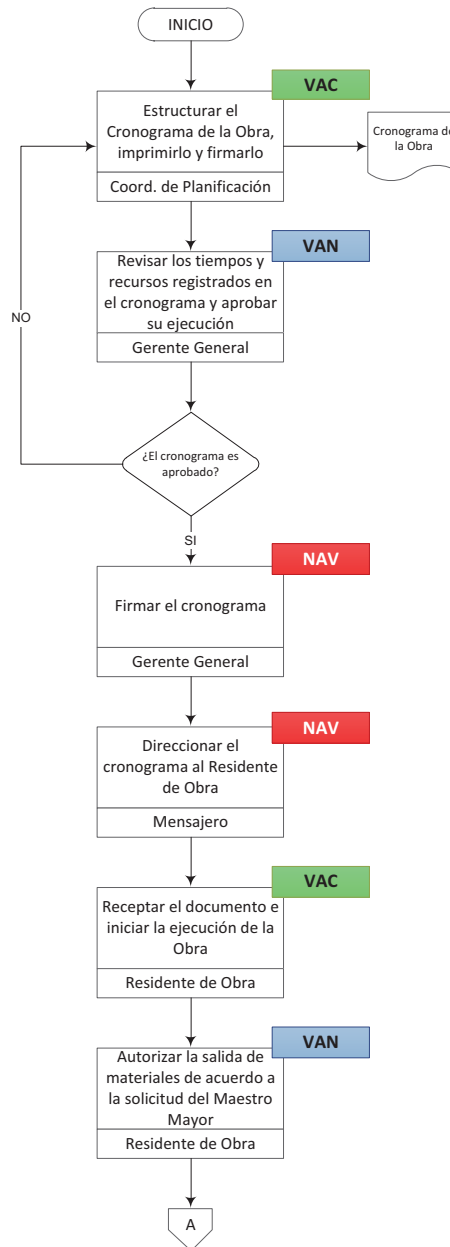 INICIO
VAC
Estructurar el
Cronograma de la Obra,
imprimirlo y firmarlo
Coord. de Planificación
Cronograma de
la Obra
VAN
Revisar los tiempos y
recursos registrados en
el cronograma y aprobar
su ejecución
Gerente General
NO
¿El cronograma es
aprobado?
SI
NAV
Firmar el cronograma
Gerente General
NAV
Direccionar el
cronograma al Residente
de Obra
Mensajero
VAC
Receptar el documento e
iniciar la ejecución de la
Obra
Residente de Obra
VAN
Autorizar la salida de
materiales de acuerdo a
la solicitud del Maestro
Mayor
Residente de Obra
A